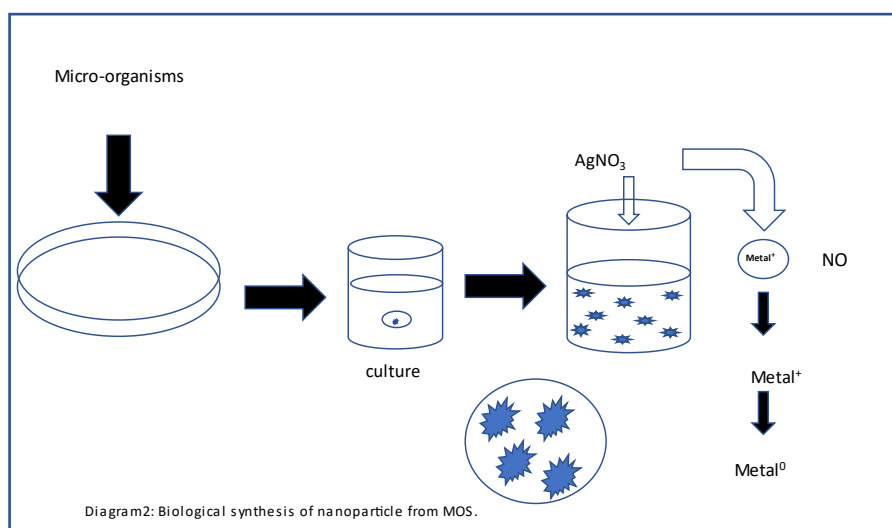 Micro-organisms
AgNO₃
Metal⁺ NO
culture
Metal⁺
Metal⁰
Diagram2: Biological synthesis of nanoparticle from MOS.